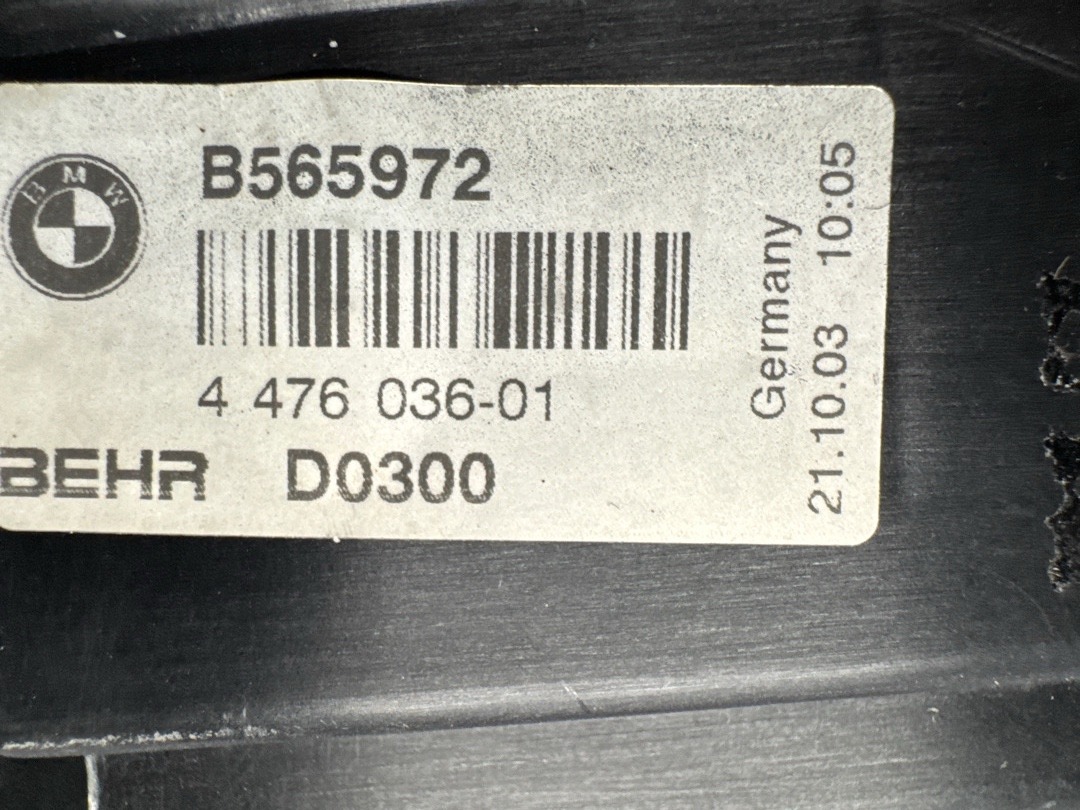 BMW
B565972
4 476 036-01
BEHR D0300
Germany
21.10.03 10:05